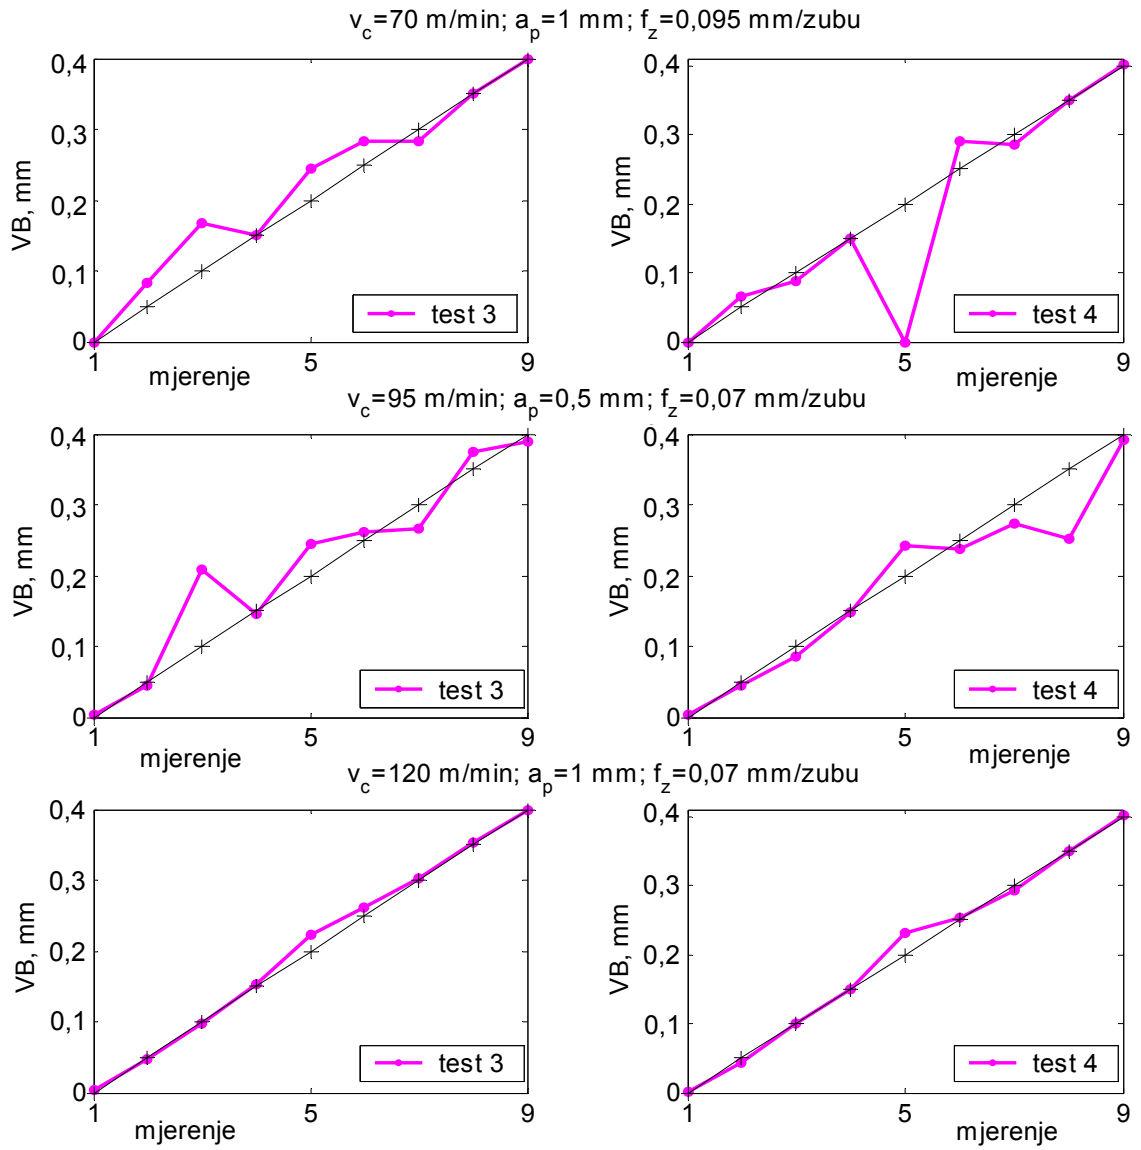 v_c=70 m/min; a_p=1 mm; f_z=0,095 mm/zubu
0,4
0,3
0,2
0,1
0
VB, mm
1
5
9
mjerenje
test 3
0,4
0,3
0,2
0,1
0
VB, mm
1
5
9
mjerenje
test 4
v_c=95 m/min; a_p=0,5 mm; f_z=0,07 mm/zubu
0,4
0,3
0,2
0,1
0
VB, mm
1
5
9
mjerenje
test 3
0,4
0,3
0,2
0,1
0
VB, mm
1
5
9
mjerenje
test 4
v_c=120 m/min; a_p=1 mm; f_z=0,07 mm/zubu
0,4
0,3
0,2
0,1
0
VB, mm
1
5
9
mjerenje
test 3
0,4
0,3
0,2
0,1
0
VB, mm
1
5
9
mjerenje
test 4